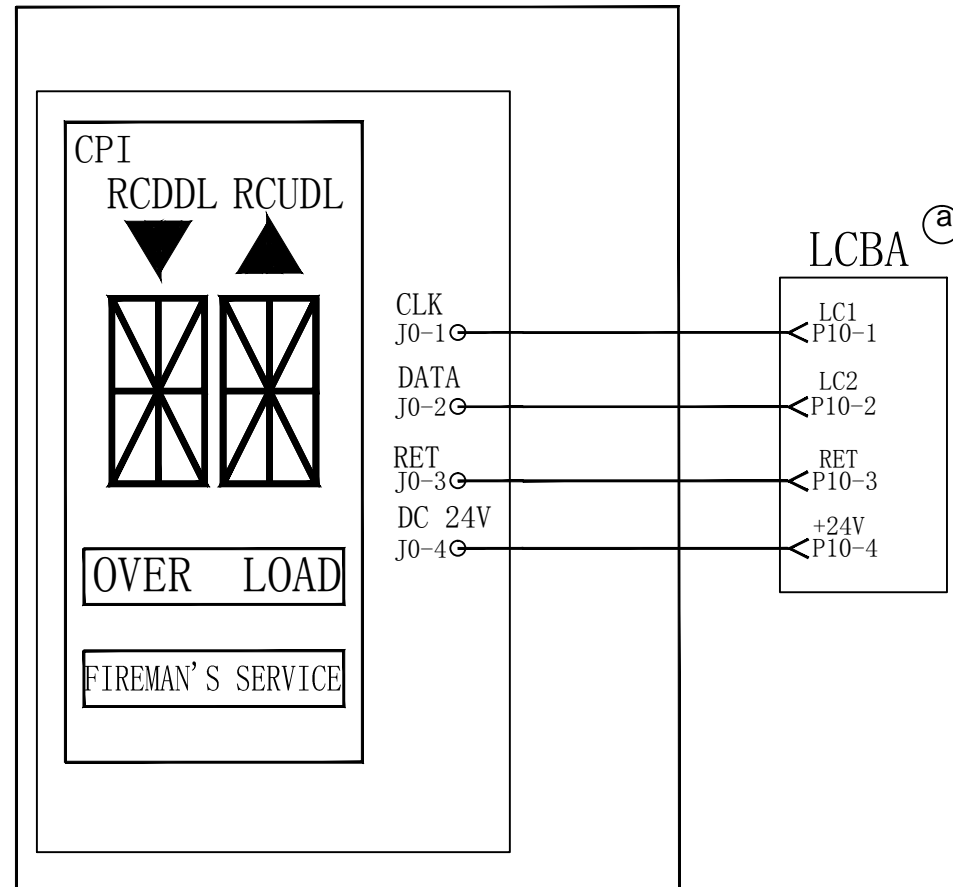 CPI
RCDDL RCUDL
OVER LOAD
FIREMAN'S SERVICE
CLK
J0-1
DATA
J0-2
RET
J0-3
DC 24V
J0-4
a
LCBA
LC1
P10-1
LC2
P10-2
RET
P10-3
+24V
P10-4